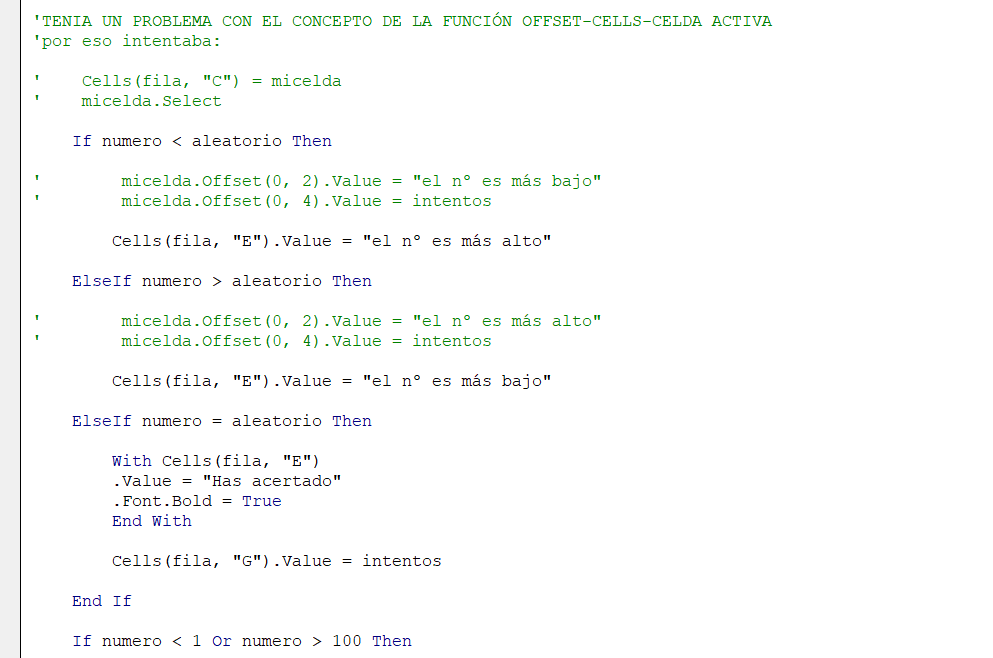 'TENIA UN PROBLEMA CON EL CONCEPTO DE LA FUNCIÓN OFFSET-CELLS-CELDA ACTIVA
'por eso intentaba:
'    Cells(fila, "C") = micelda
'    micelda.Select
If numero < aleatorio Then
'        micelda.Offset(0, 2).Value = "el nº es más bajo"
'        micelda.Offset(0, 4).Value = intentos
Cells(fila, "E").Value = "el nº es más alto"
ElseIf numero > aleatorio Then
'        micelda.Offset(0, 2).Value = "el nº es más alto"
'        micelda.Offset(0, 4).Value = intentos
Cells(fila, "E").Value = "el nº es más bajo"
ElseIf numero = aleatorio Then
With Cells(fila, "E")
.Value = "Has acertado"
.Font.Bold = True
End With
Cells(fila, "G").Value = intentos
End If
If numero < 1 Or numero > 100 Then